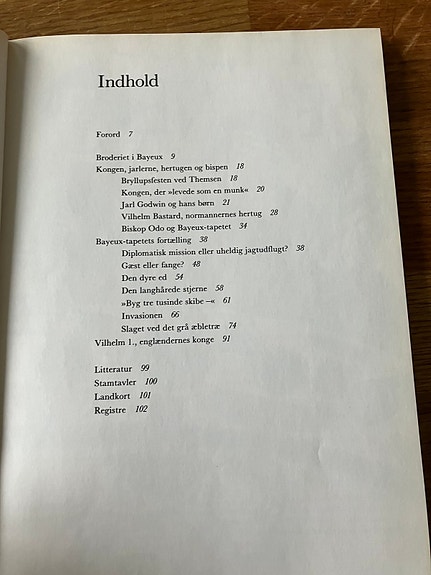 Indhold
Forord 7
Broderiet i Bayeux 9
Kongen, jarlerne, hertugen og bispen 18
Bryllupsfesten ved Themsen 18
Kongen, der »levede som en munk« 20
Jarl Godwin og hans børn 21
Vilhelm Bastard, normannernes hertug 28
Biskop Odo og Bayeux-tapetet 34
Bayeux-tapetets fortælling 38
Diplomatisk mission eller uheldig jagtudflugt? 38
Gæst eller fange? 48
Den dyre ed 54
Den langhårede stjerne 58
»Byg tre tusinde skibe —« 61
Invasionen 66
Slaget ved det grå æbletræ 74
Vilhelm 1., englændernes konge 91
Litteratur 99
Stamtavler 100
Landkort 101
Registre 102